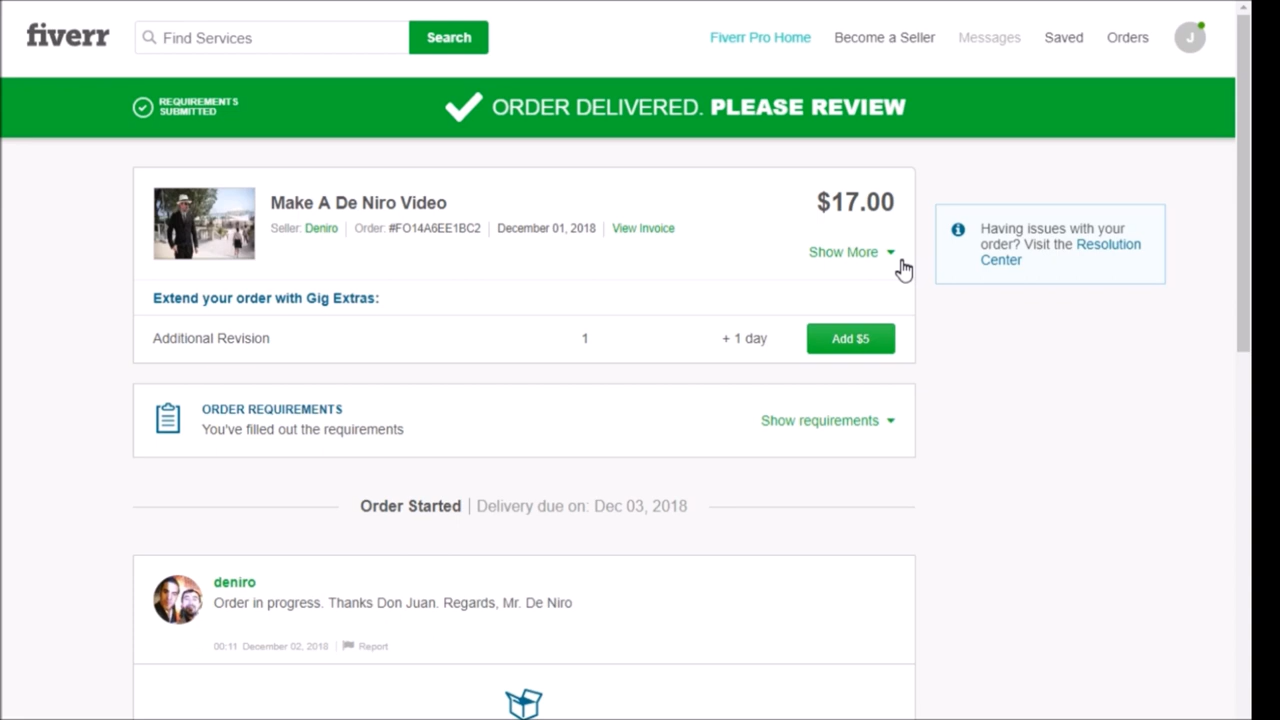 fiverr
Find Services
Search
Fiverr Pro Home
Become a Seller
Messages
Saved
Orders
J
REQUIREMENTS
SUBMITTED
ORDER DELIVERED. PLEASE REVIEW
Make A De Niro Video
$17.00
Seller: Deniro | Order: #FO14A6EE1BC2 | December 01, 2018 | View Invoice
Show More
Having issues with your
order? Visit the Resolution
Center
Extend your order with Gig Extras:
Additional Revision 1 + 1 day Add $5
ORDER REQUIREMENTS
You've filled out the requirements
Show requirements
Order Started | Delivery due on: Dec 03, 2018
deniro
Order in progress. Thanks Don Juan. Regards, Mr. De Niro
00:11 December 02, 2018 | Report